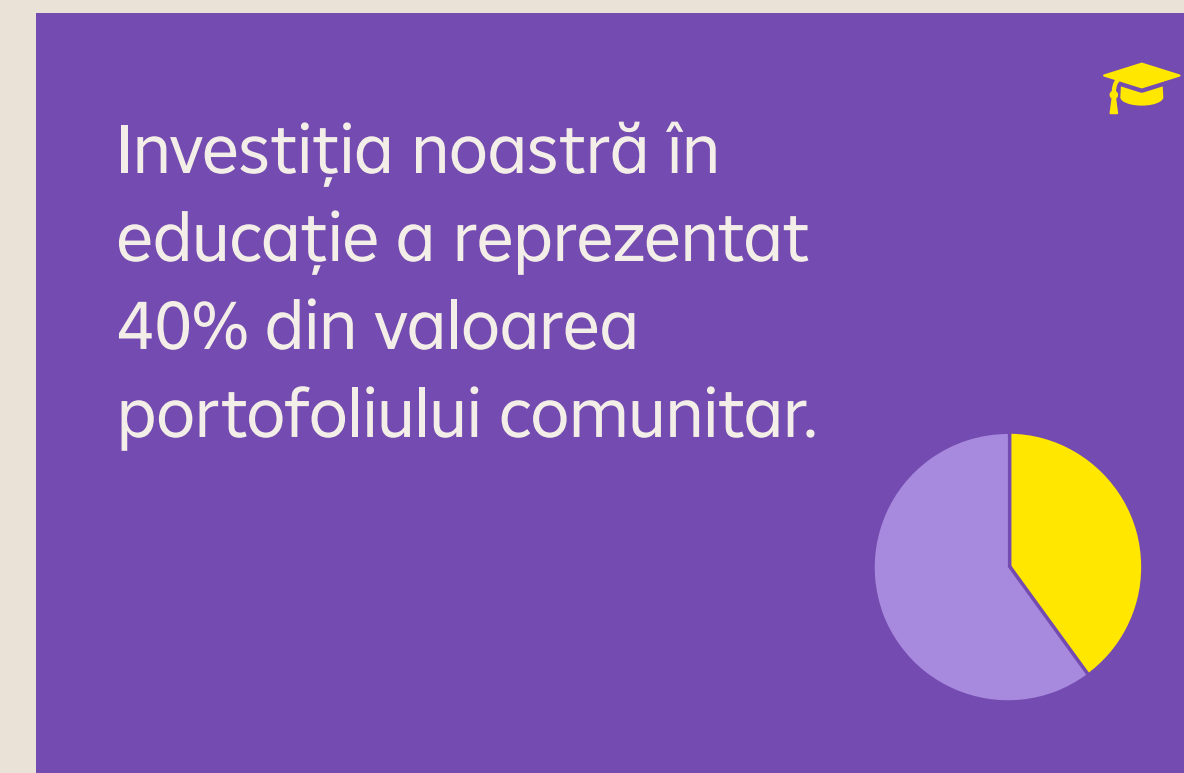 Investiția noastră în
educație a reprezentat
40% din valoarea
portofoliului comunitar.